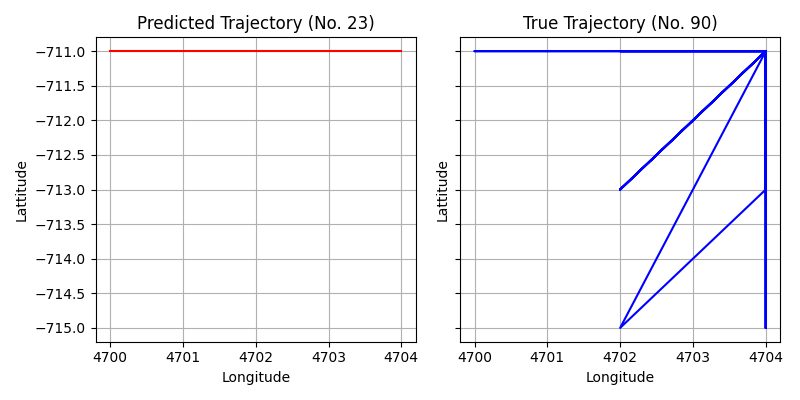 Predicted Trajectory (No. 23)
−711.0
−711.5
−712.0
−712.5
−713.0
−713.5
−714.0
−714.5
−715.0
Lattitude
4700 4701 4702 4703 4704
Longitude
True Trajectory (No. 90)
Lattitude
4700 4701 4702 4703 4704
Longitude